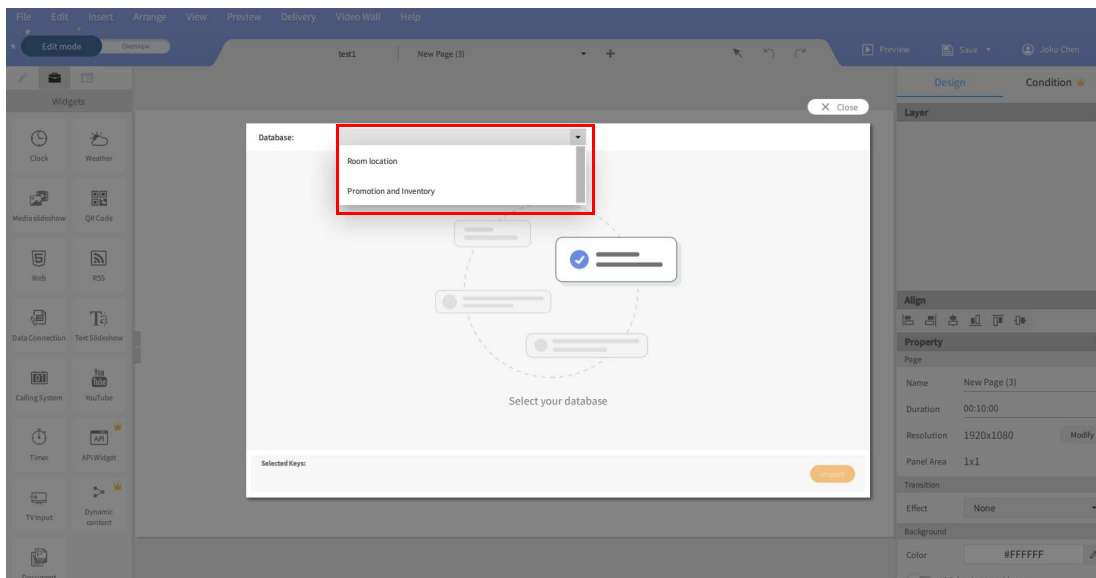 File Edit Insert Arrange View Preview Delivery Video Wall Help
Edit mode Overview
test1 New Page (3) +
Preview Save Joku Chen
Widgets
Clock Weather
Media slideshow QR Code
Web RSS
Data Connection Text Slideshow
Calling System YouTube
Timer API Widget
TV Input Dynamic content
Close
Database:
Room location
Promotion and Inventory
Select your database
Selected Keys:
Import
Design Condition
Layer
Align
Property
Page
Name New Page (3)
Duration 00:10:00
Resolution 1920x1080 Modify
Panel Area 1x1
Transition
Effect None
Background
Color #FFFFFF